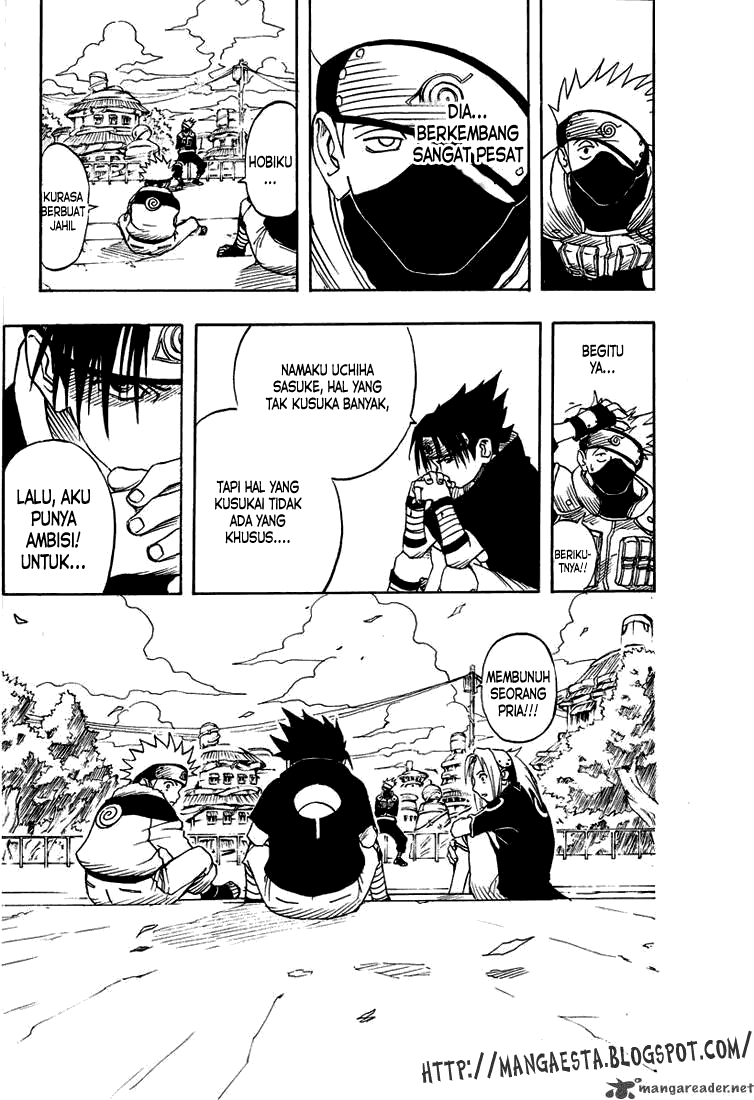 DIA...
BERKEMBANG
SANGAT PESAT
HOBIKU
...
KURASA
BERBUAT
JAHIL
BEGITU
YA...
BERIKU-
TNYA!!
NAMAKU UCHIHA
SASUKE, HAL YANG
TAK KUSUKA BANYAK,
TAPI HAL YANG
KUSUKAI TIDAK
ADA YANG
KHUSUS....
LALU, AKU
PUNYA
AMBISI!
UNTUK...
MEMBUNUH
SEORANG
PRIA!!!
HTTP://MANGAESTA.BLOGSPOT.COM/
mangareader.net